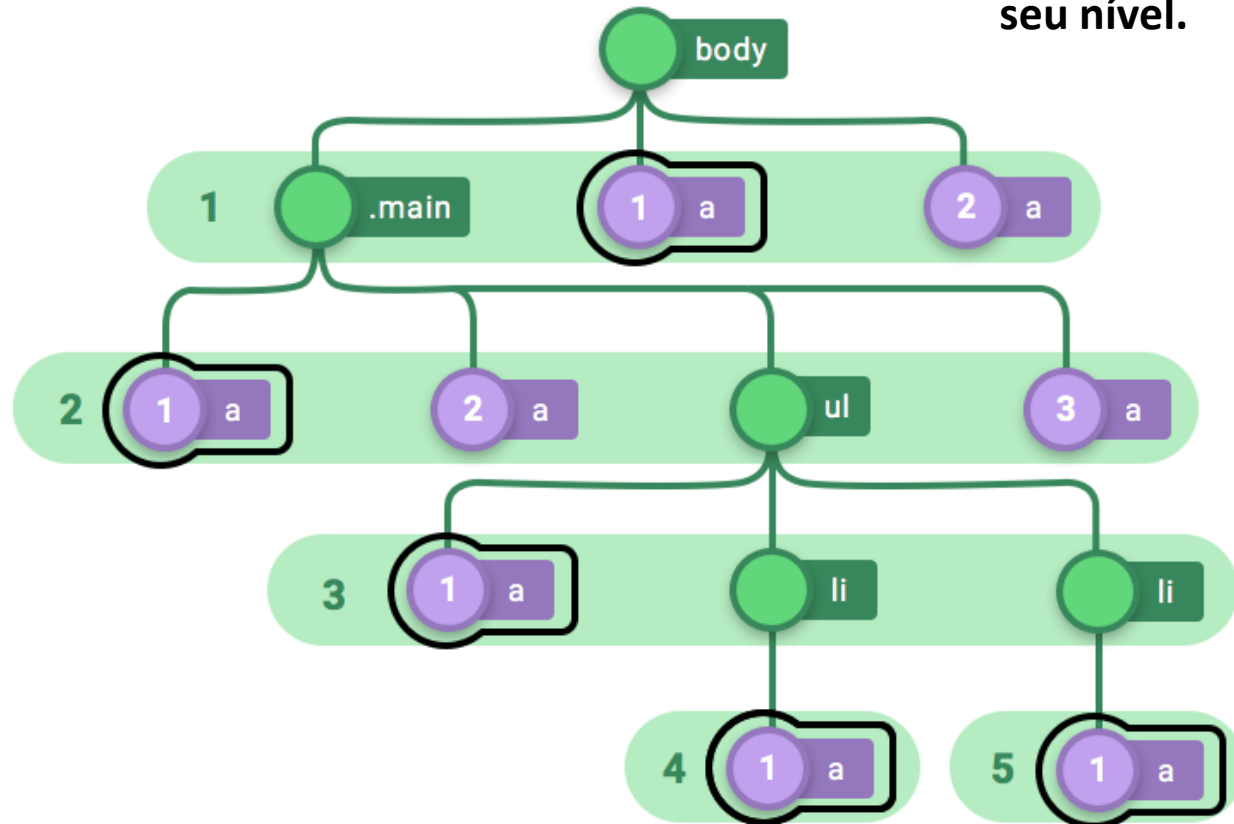 seu nível.
body
1 .main 1 a 2 a
2 1 a 2 a ul 3 a
3 1 a li li
4 1 a 5 1 a